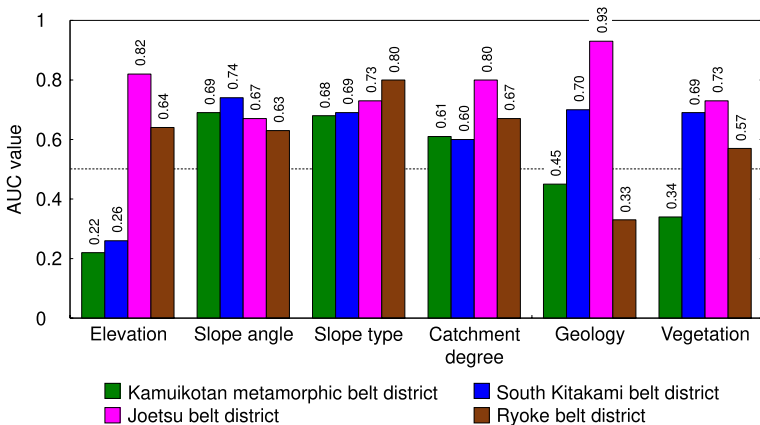 1
0.8
0.6
0.4
0.2
0
AUC value
0.22 0.26 0.82 0.64
0.69 0.74 0.67 0.63
0.68 0.69 0.73 0.80
0.61 0.60 0.80 0.67
0.45 0.70 0.93 0.33
0.34 0.69 0.73 0.57
Elevation Slope angle Slope type Catchment degree Geology Vegetation
Kamuikotan metamorphic belt district South Kitakami belt district
Joetsu belt district Ryoke belt district